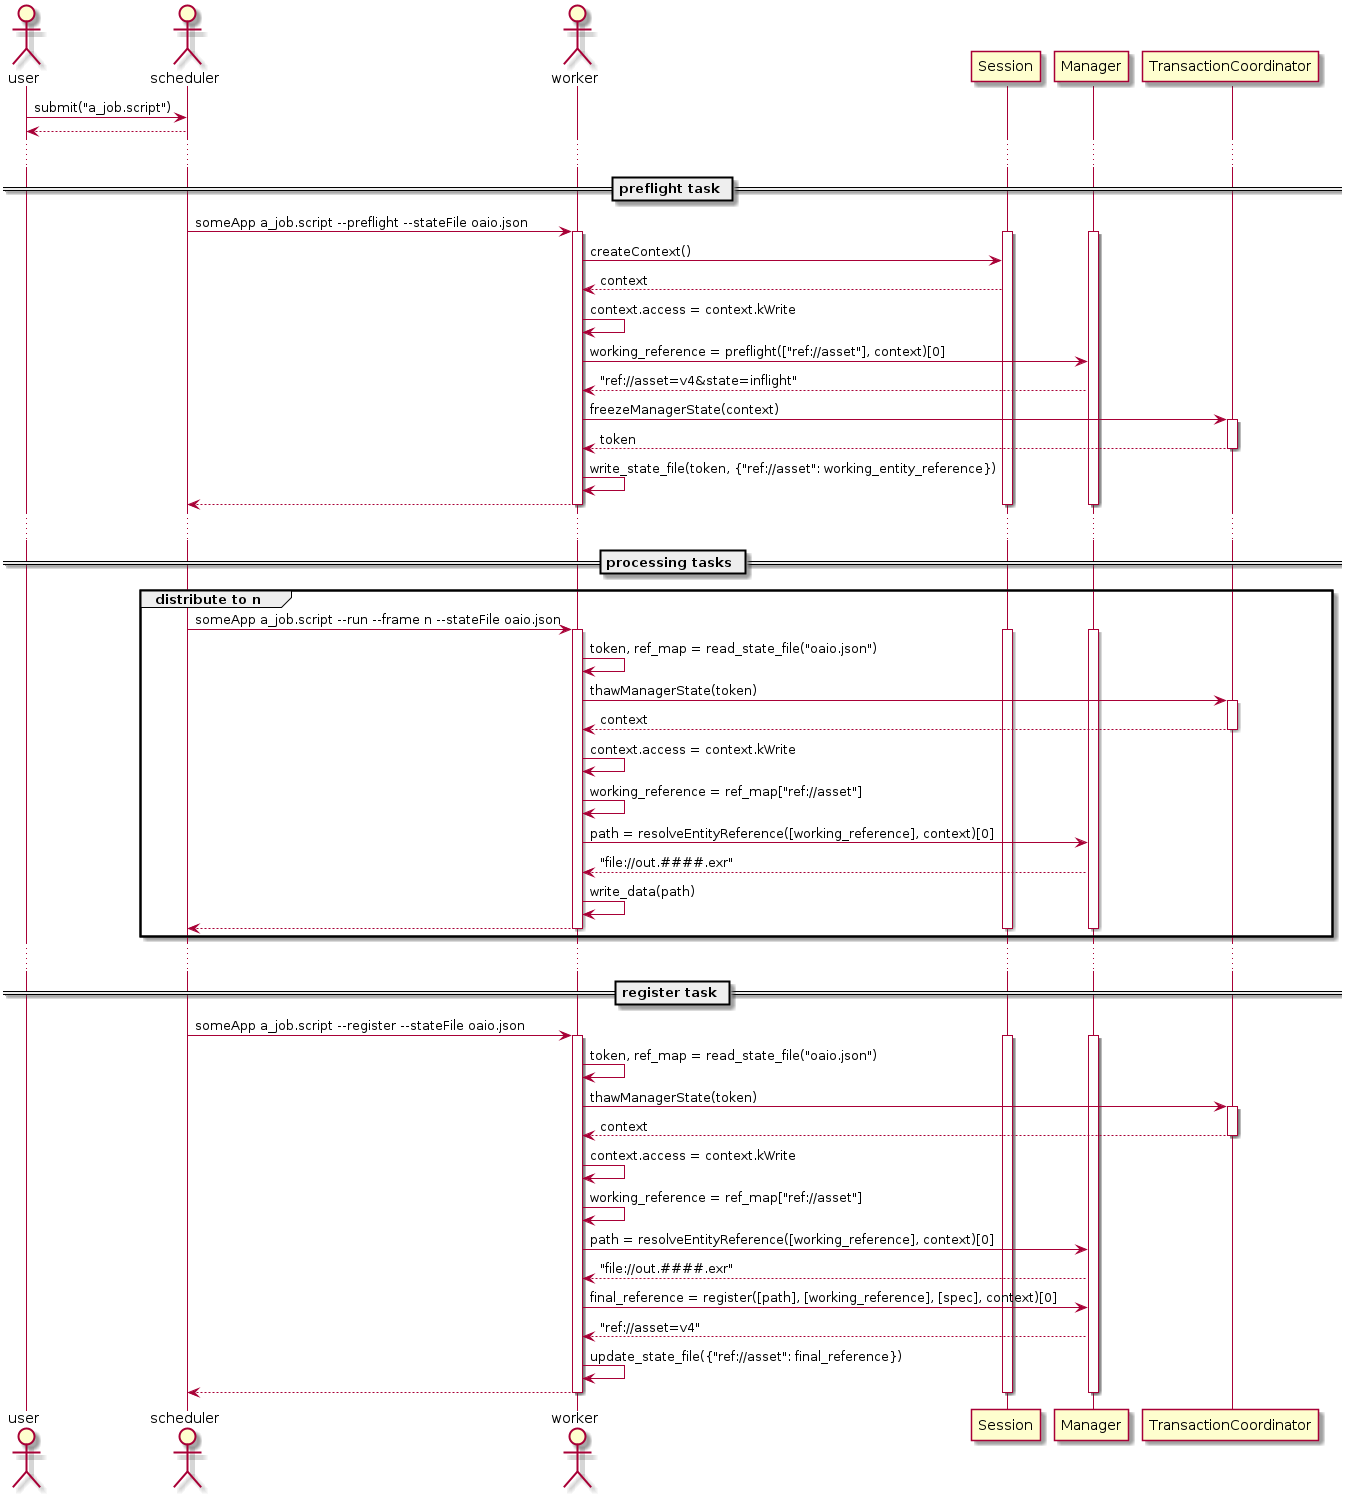 user
scheduler
worker
Session
Manager
TransactionCoordinator
submit("a_job.script")
preflight task
someApp a_job.script --preflight --stateFile oaio.json
createContext()
context
context.access = context.kWrite
working_reference = preflight(["ref://asset"], context)[0]
"ref://asset=v4&state=inflight"
freezeManagerState(context)
token
write_state_file(token, {"ref://asset": working_entity_reference})
processing tasks
distribute to n
someApp a_job.script --run --frame n --stateFile oaio.json
token, ref_map = read_state_file("oaio.json")
thawManagerState(token)
context
context.access = context.kWrite
working_reference = ref_map["ref://asset"]
path = resolveEntityReference([working_reference], context)[0]
"file://out.####.exr"
write_data(path)
register task
someApp a_job.script --register --stateFile oaio.json
token, ref_map = read_state_file("oaio.json")
thawManagerState(token)
context
context.access = context.kWrite
working_reference = ref_map["ref://asset"]
path = resolveEntityReference([working_reference], context)[0]
"file://out.####.exr"
final_reference = register([path], [working_reference], [spec], context)[0]
"ref://asset=v4"
update_state_file({"ref://asset": final_reference})
user
scheduler
worker
Session
Manager
TransactionCoordinator